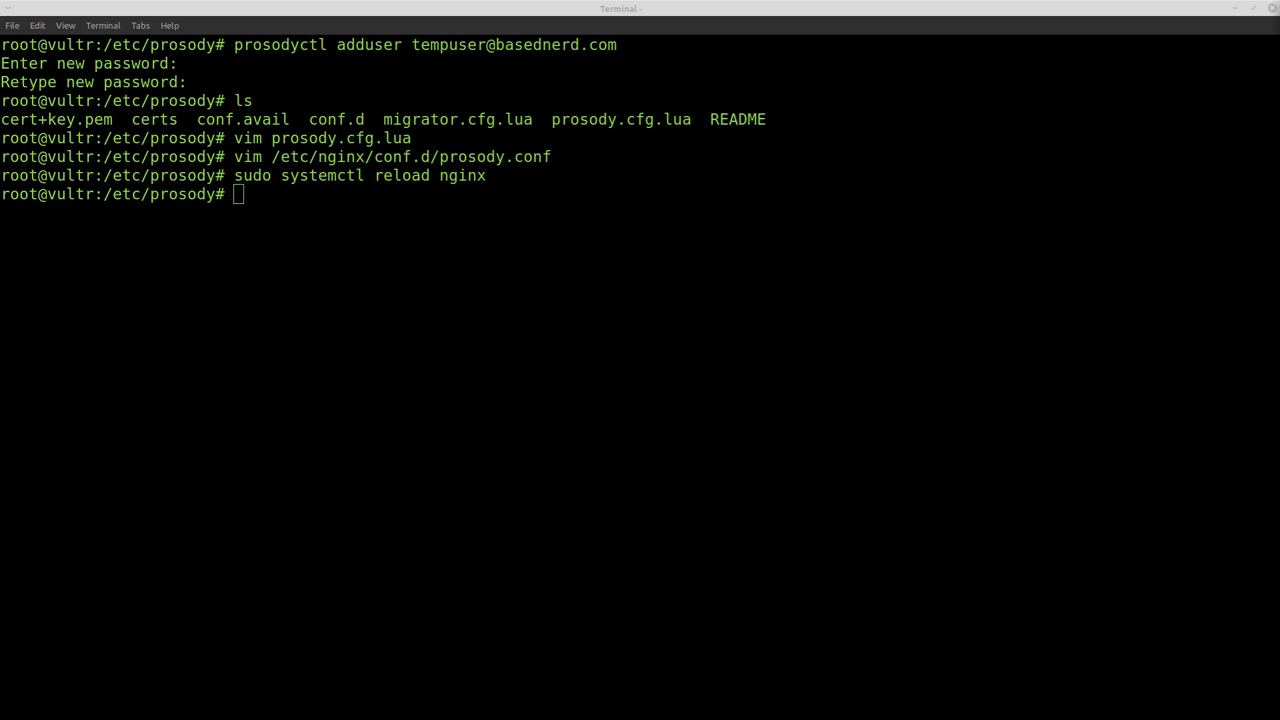 Terminal -
File Edit View Terminal Tabs Help
root@vultr:/etc/prosody# prosodyctl adduser tempuser@basednerd.com
Enter new password:
Retype new password:
root@vultr:/etc/prosody# ls
cert+key.pem  certs  conf.avail  conf.d  migrator.cfg.lua  prosody.cfg.lua  README
root@vultr:/etc/prosody# vim prosody.cfg.lua
root@vultr:/etc/prosody# vim /etc/nginx/conf.d/prosody.conf
root@vultr:/etc/prosody# sudo systemctl reload nginx
root@vultr:/etc/prosody#